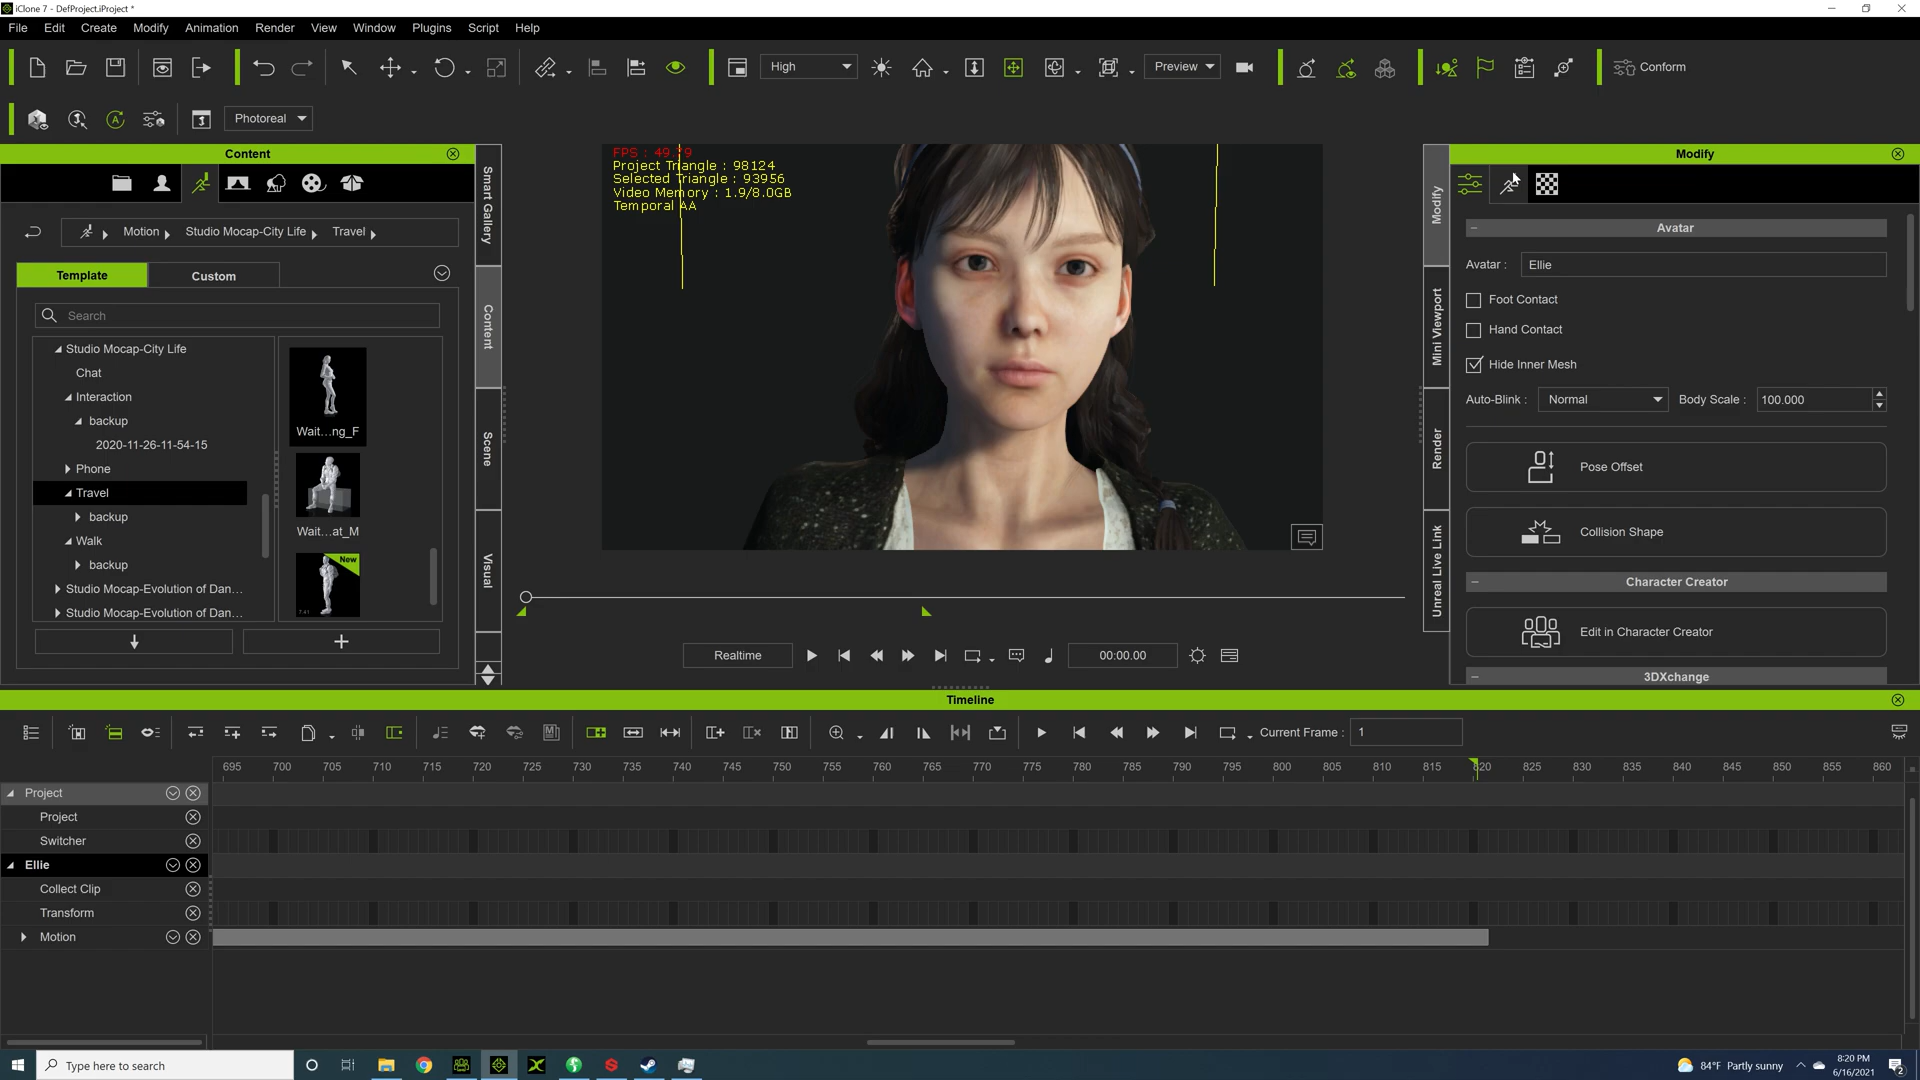 iClone 7 - DefProject.iProject *
File Edit Create Modify Animation Render View Window Plugins Script Help
High
Preview
Conform
Photoreal
Content
Motion Studio Mocap-City Life Travel
Template Custom
Search
Studio Mocap-City Life
Chat
Interaction
backup
2020-11-26-11-54-15
Phone
Travel
backup
Walk
backup
Studio Mocap-Evolution of Dan...
Studio Mocap-Evolution of Dan...
Wait...ng_F
Wait...at_M
New
Smart Gallery
Content
Scene
Visual
FPS : 49.79
Project Triangle : 98124
Selected Triangle : 93956
Video Memory : 1.9/8.0GB
Temporal AA
Realtime
00:00.00
Modify
Mini Viewport
Render
Unreal Live Link
Modify
Avatar
Avatar : Ellie
Foot Contact
Hand Contact
Hide Inner Mesh
Auto-Blink : Normal Body Scale : 100.000
Pose Offset
Collision Shape
Character Creator
Edit in Character Creator
3DXchange
Timeline
Current Frame : 1
695 700 705 710 715 720 725 730 735 740 745 750 755 760 765 770 775 780 785 790 795 800 805 810 815 820 825 830 835 840 845 850 855 860
Project
Project
Switcher
Ellie
Collect Clip
Transform
Motion
Type here to search
84°F Partly sunny
8:20 PM
6/16/2021
2